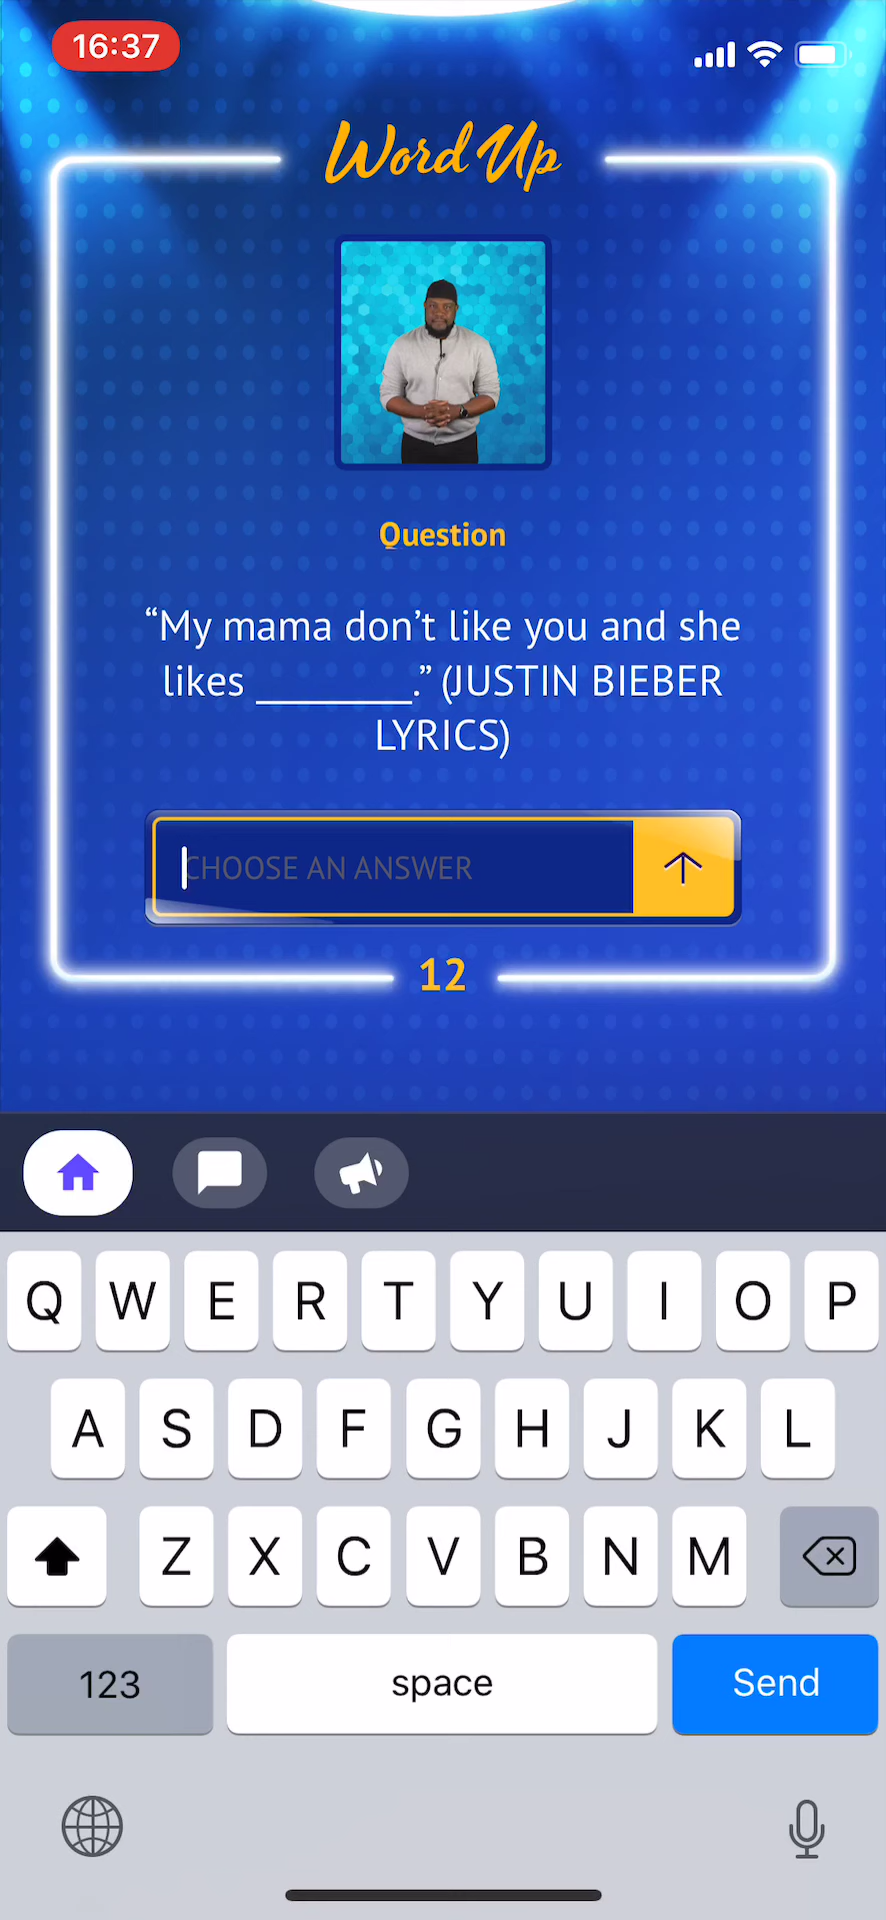 16:37
Word Up
Question
“My mama don’t like you and she
likes _______.” (JUSTIN BIEBER
LYRICS)
CHOOSE AN ANSWER
12
Q W E R T Y U I O P
A S D F G H J K L
Z X C V B N M
123 space Send